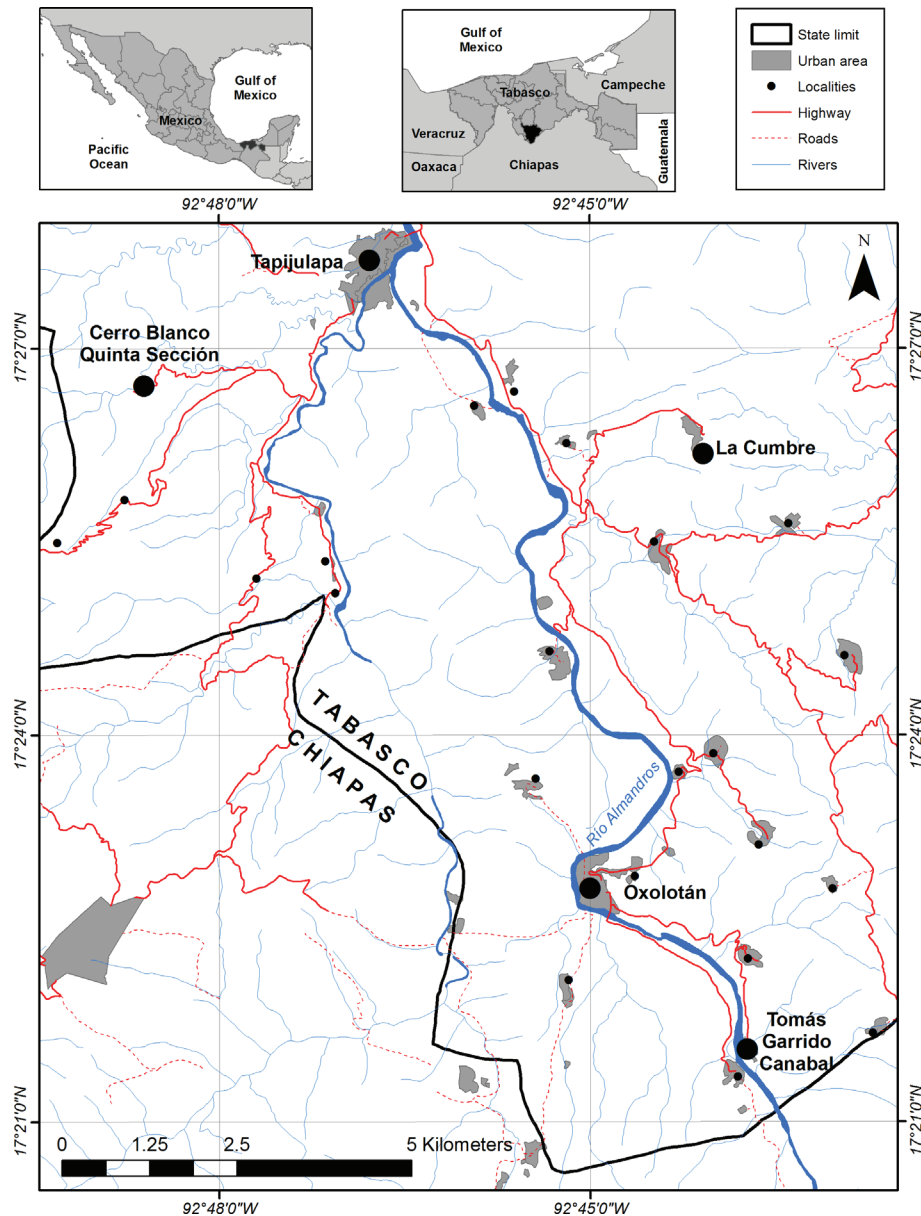 Gulf of
Mexico
Mexico
Pacific
Ocean
Gulf of
Mexico
Campeche
Tabasco
Veracruz
Oaxaca
Chiapas
Guatemala
State limit
Urban area
Localities
Highway
Roads
Rivers
92°48'0"W
92°45'0"W
N
Tapijulapa
17°27'0"N
17°27'0"N
Cerro Blanco
Quinta Sección
La Cumbre
TABASCO
CHIAPAS
17°24'0"N
17°24'0"N
Río Almandros
Oxolotán
Tomás
Garrido
Canabal
17°21'0"N
17°21'0"N
0 1.25 2.5 5 Kilometers
92°48'0"W
92°45'0"W